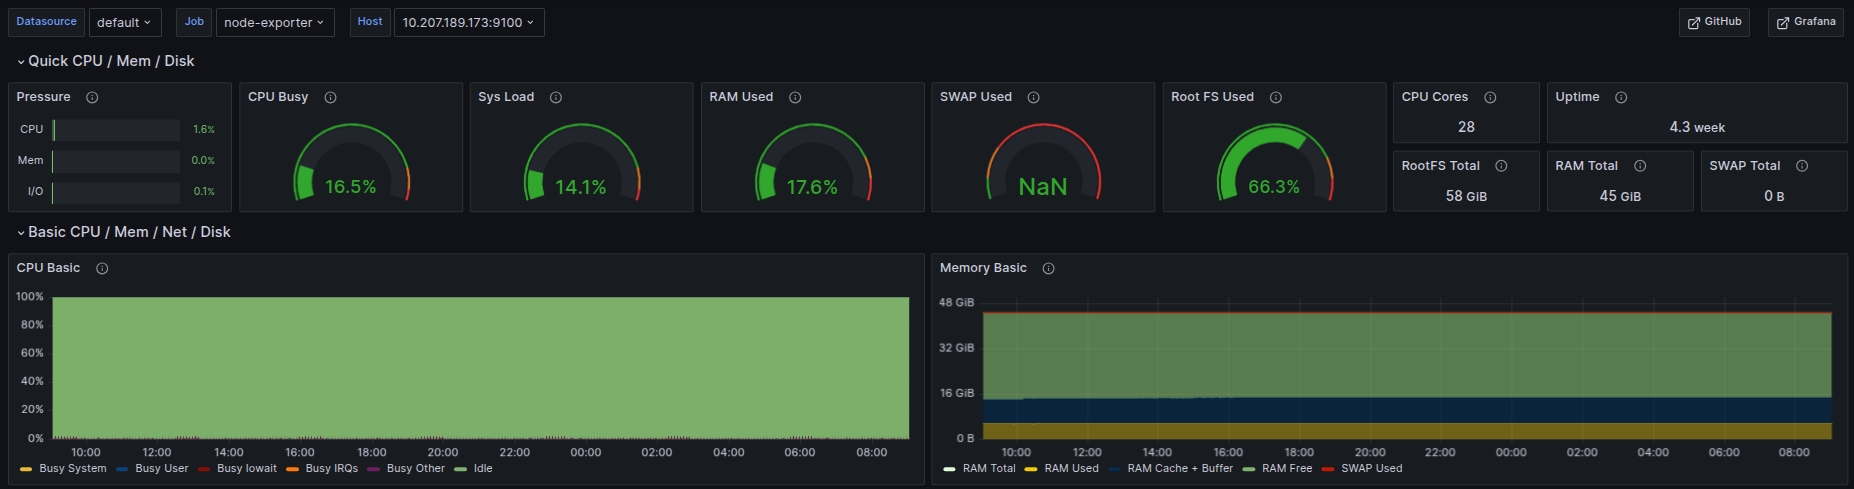 Datasource default Job node-exporter Host 10.207.189.173:9100 GitHub Grafana
Quick CPU / Mem / Disk
Pressure
CPU 1.6%
Mem 0.0%
I/O 0.1%
CPU Busy
16.5%
Sys Load
14.1%
RAM Used
17.6%
SWAP Used
NaN
Root FS Used
66.3%
CPU Cores
28
Uptime
4.3 week
RootFS Total
58 GiB
RAM Total
45 GiB
SWAP Total
0 B
Basic CPU / Mem / Net / Disk
CPU Basic
100%
80%
60%
40%
20%
0%
10:00 12:00 14:00 16:00 18:00 20:00 22:00 00:00 02:00 04:00 06:00 08:00
Busy System Busy User Busy Iowait Busy IRQs Busy Other Idle
Memory Basic
48 GiB
32 GiB
16 GiB
0 B
10:00 12:00 14:00 16:00 18:00 20:00 22:00 00:00 02:00 04:00 06:00 08:00
RAM Total RAM Used RAM Cache + Buffer RAM Free SWAP Used